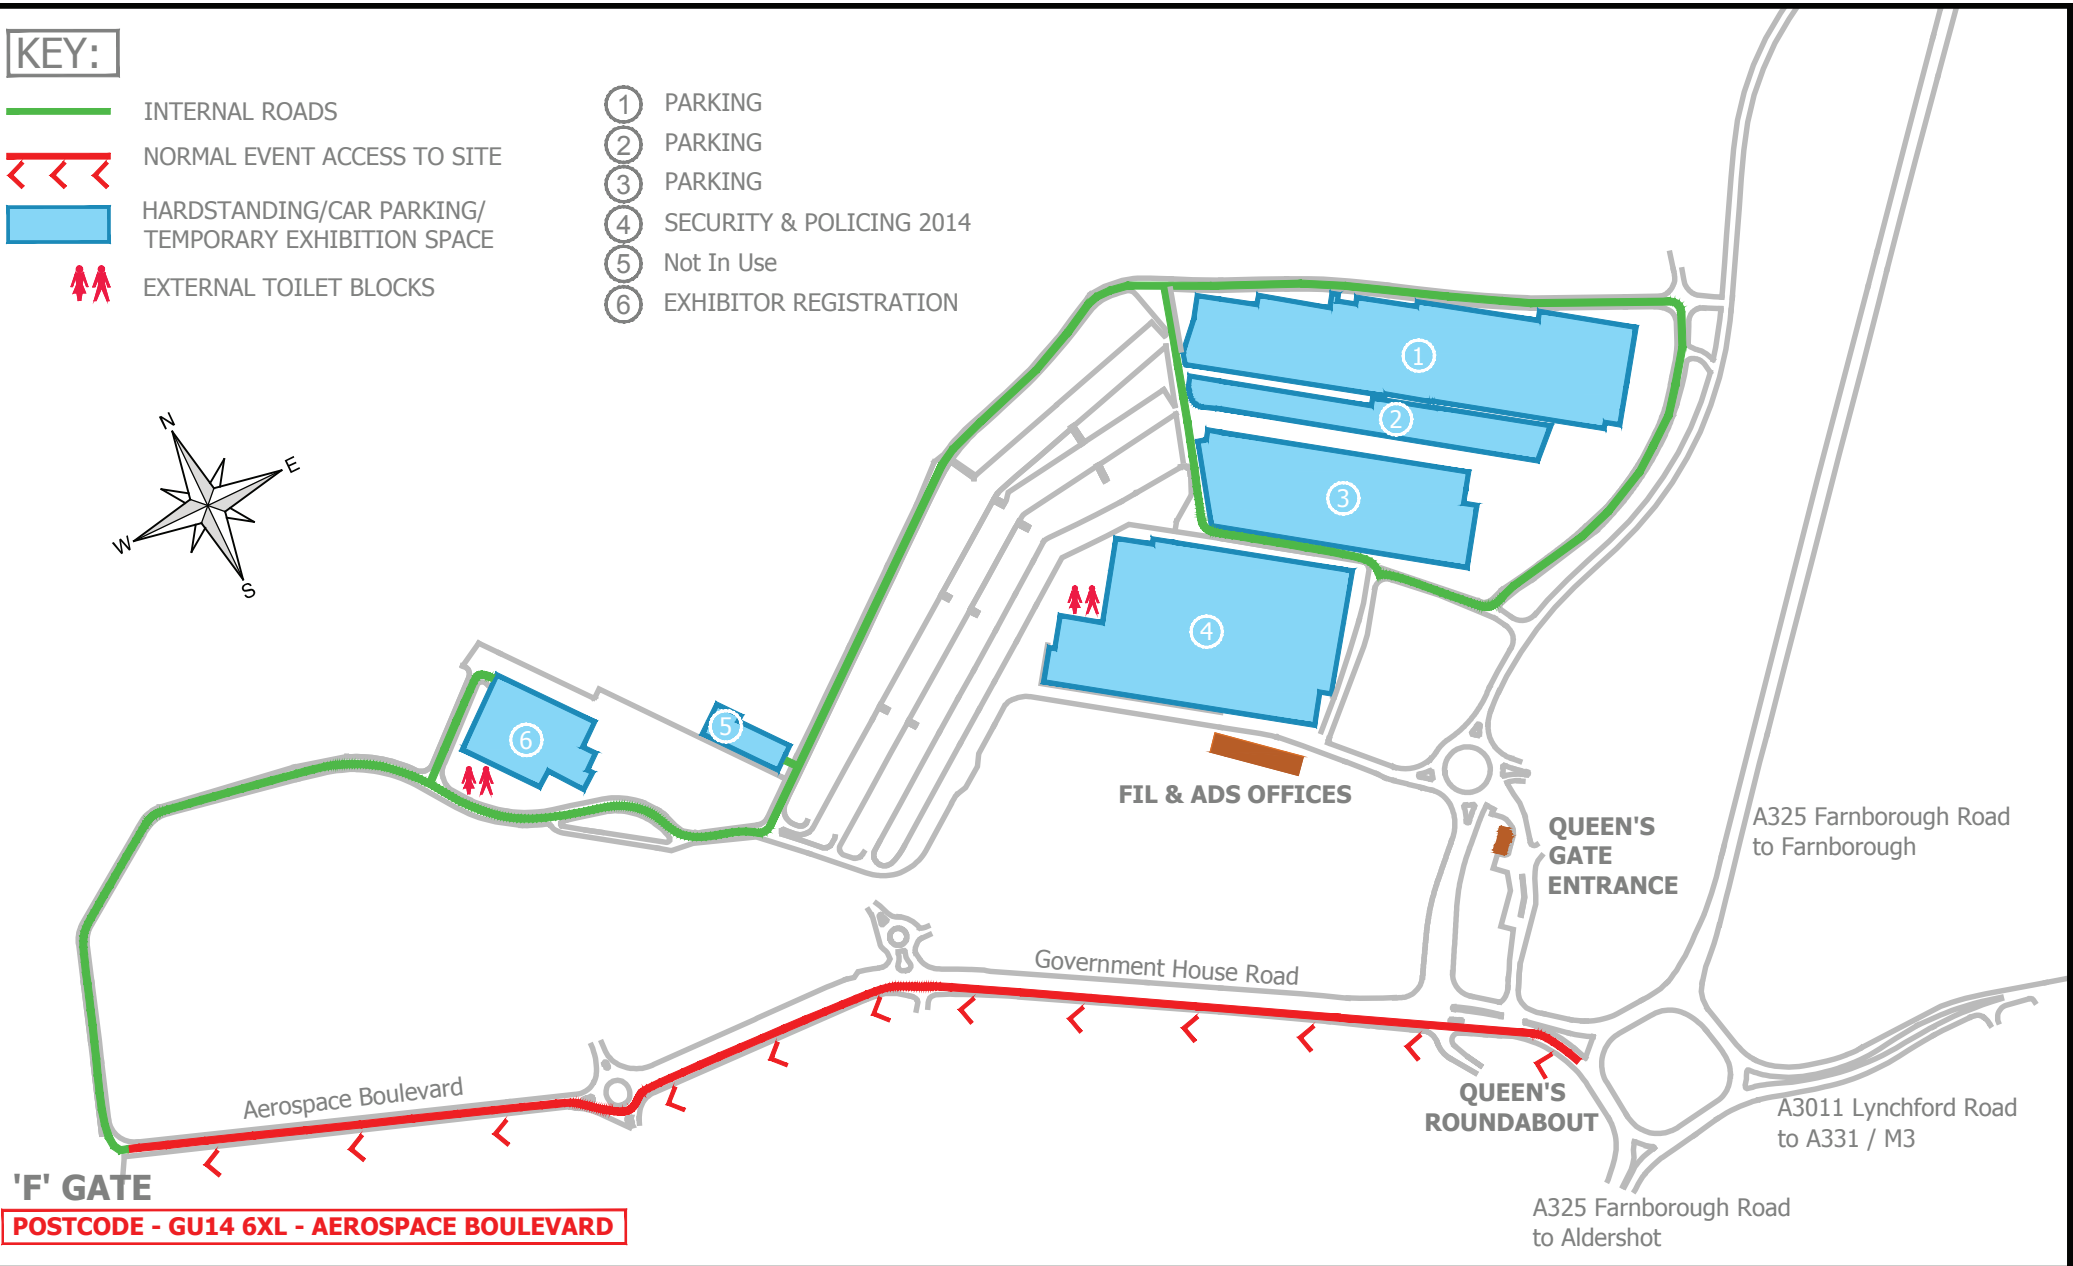 KEY:
INTERNAL ROADS
NORMAL EVENT ACCESS TO SITE
HARDSTANDING/CAR PARKING/
TEMPORARY EXHIBITION SPACE
EXTERNAL TOILET BLOCKS
1 PARKING
2 PARKING
3 PARKING
4 SECURITY & POLICING 2014
5 Not In Use
6 EXHIBITOR REGISTRATION
N
E
W
S
1
2
3
4
5
6
FIL & ADS OFFICES
QUEEN'S
GATE
ENTRANCE
A325 Farnborough Road
to Farnborough
Government House Road
Aerospace Boulevard
QUEEN'S
ROUNDABOUT
A3011 Lynchford Road
to A331 / M3
A325 Farnborough Road
to Aldershot
'F' GATE
POSTCODE - GU14 6XL - AEROSPACE BOULEVARD